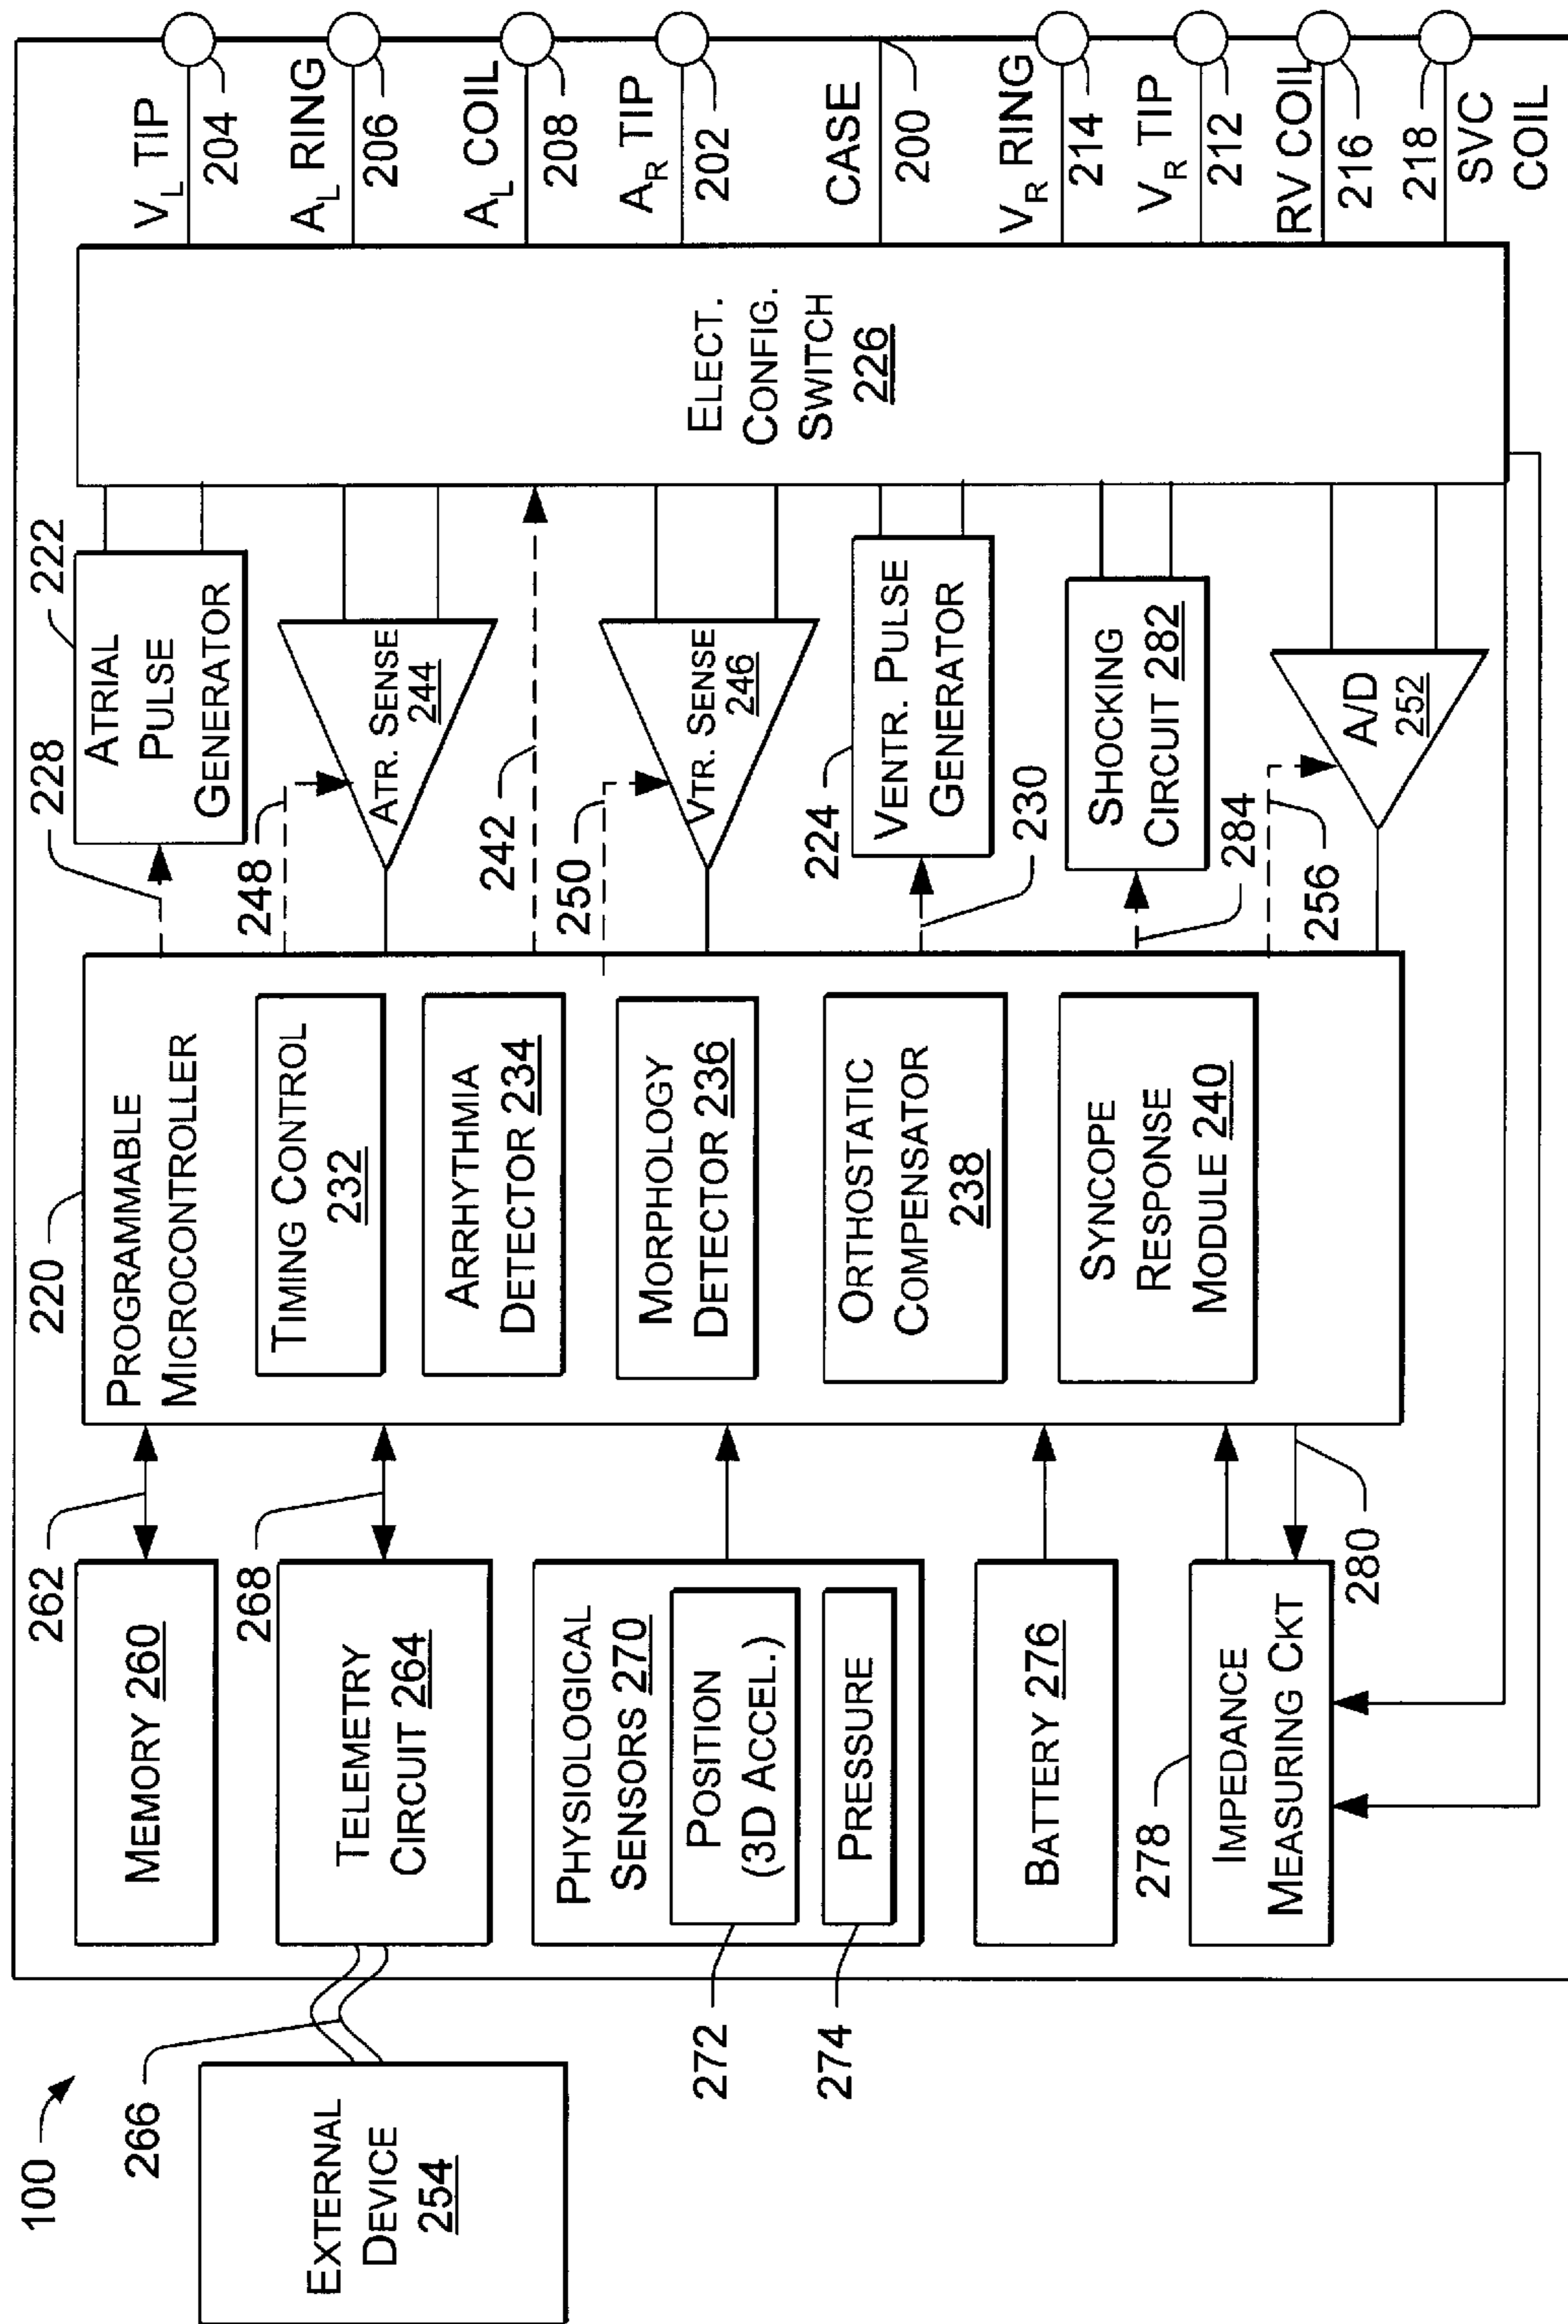 100
EXTERNAL
DEVICE
254
266
MEMORY 260
262
TELEMETRY
CIRCUIT 264
268
PHYSIOLOGICAL
SENSORS 270
POSITION
(3D ACCEL.)
272
PRESSURE
274
BATTERY 276
278
IMPEDANCE
MEASURING CKT
280
220
PROGRAMMABLE
MICROCONTROLLER
TIMING CONTROL
232
ARRHYTHMIA
DETECTOR 234
MORPHOLOGY
DETECTOR 236
ORTHOSTATIC
COMPENSATOR
238
SYNCOPE
RESPONSE
MODULE 240
228
222
ATRIAL
PULSE
GENERATOR
248
ATR. SENSE
244
242
250
VTR. SENSE
246
224
VENTR. PULSE
GENERATOR
230
SHOCKING
CIRCUIT 282
284
256
A/D
252
ELECT.
CONFIG.
SWITCH
226
VL TIP
204
AL RING
206
AL COIL
208
AR TIP
202
CASE
200
VR RING
214
VR TIP
212
RV COIL
216
218
SVC
COIL